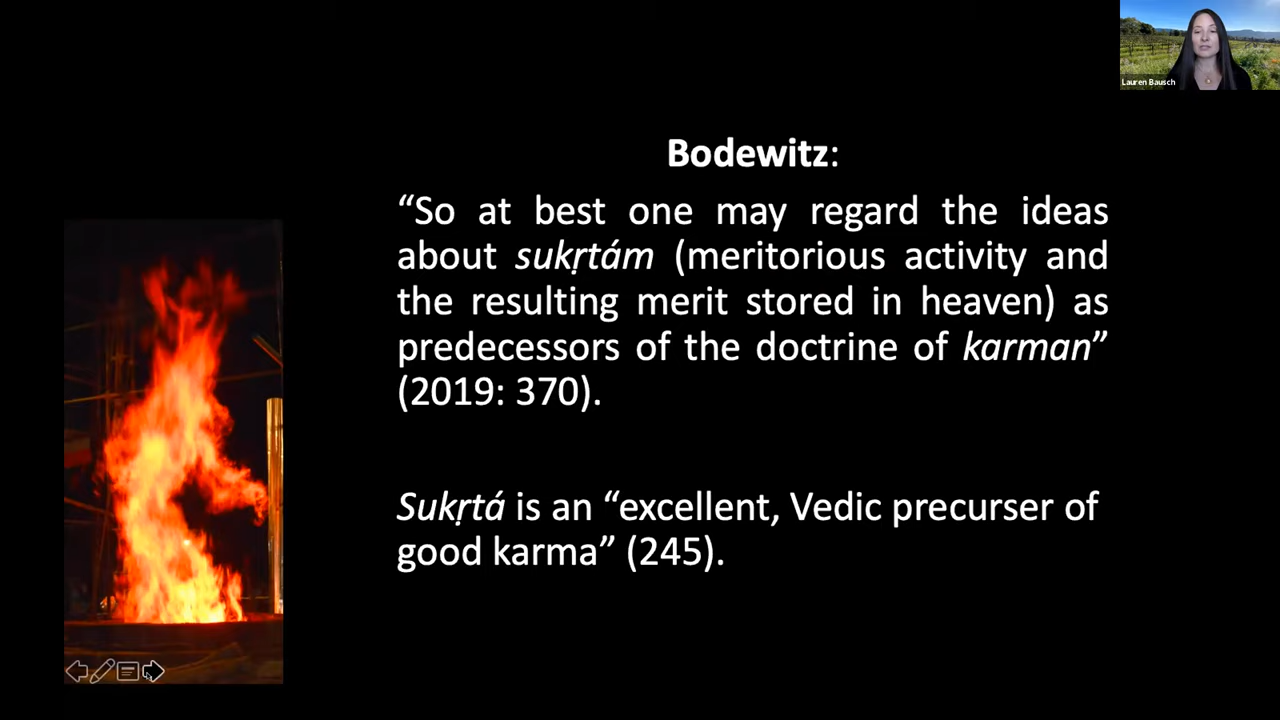 Lauren Bausch
Bodewitz:
“So at best one may regard the ideas
about sukṛtám (meritorious activity and
the resulting merit stored in heaven) as
predecessors of the doctrine of karman”
(2019: 370).
Sukṛtá is an “excellent, Vedic precurser of
good karma” (245).